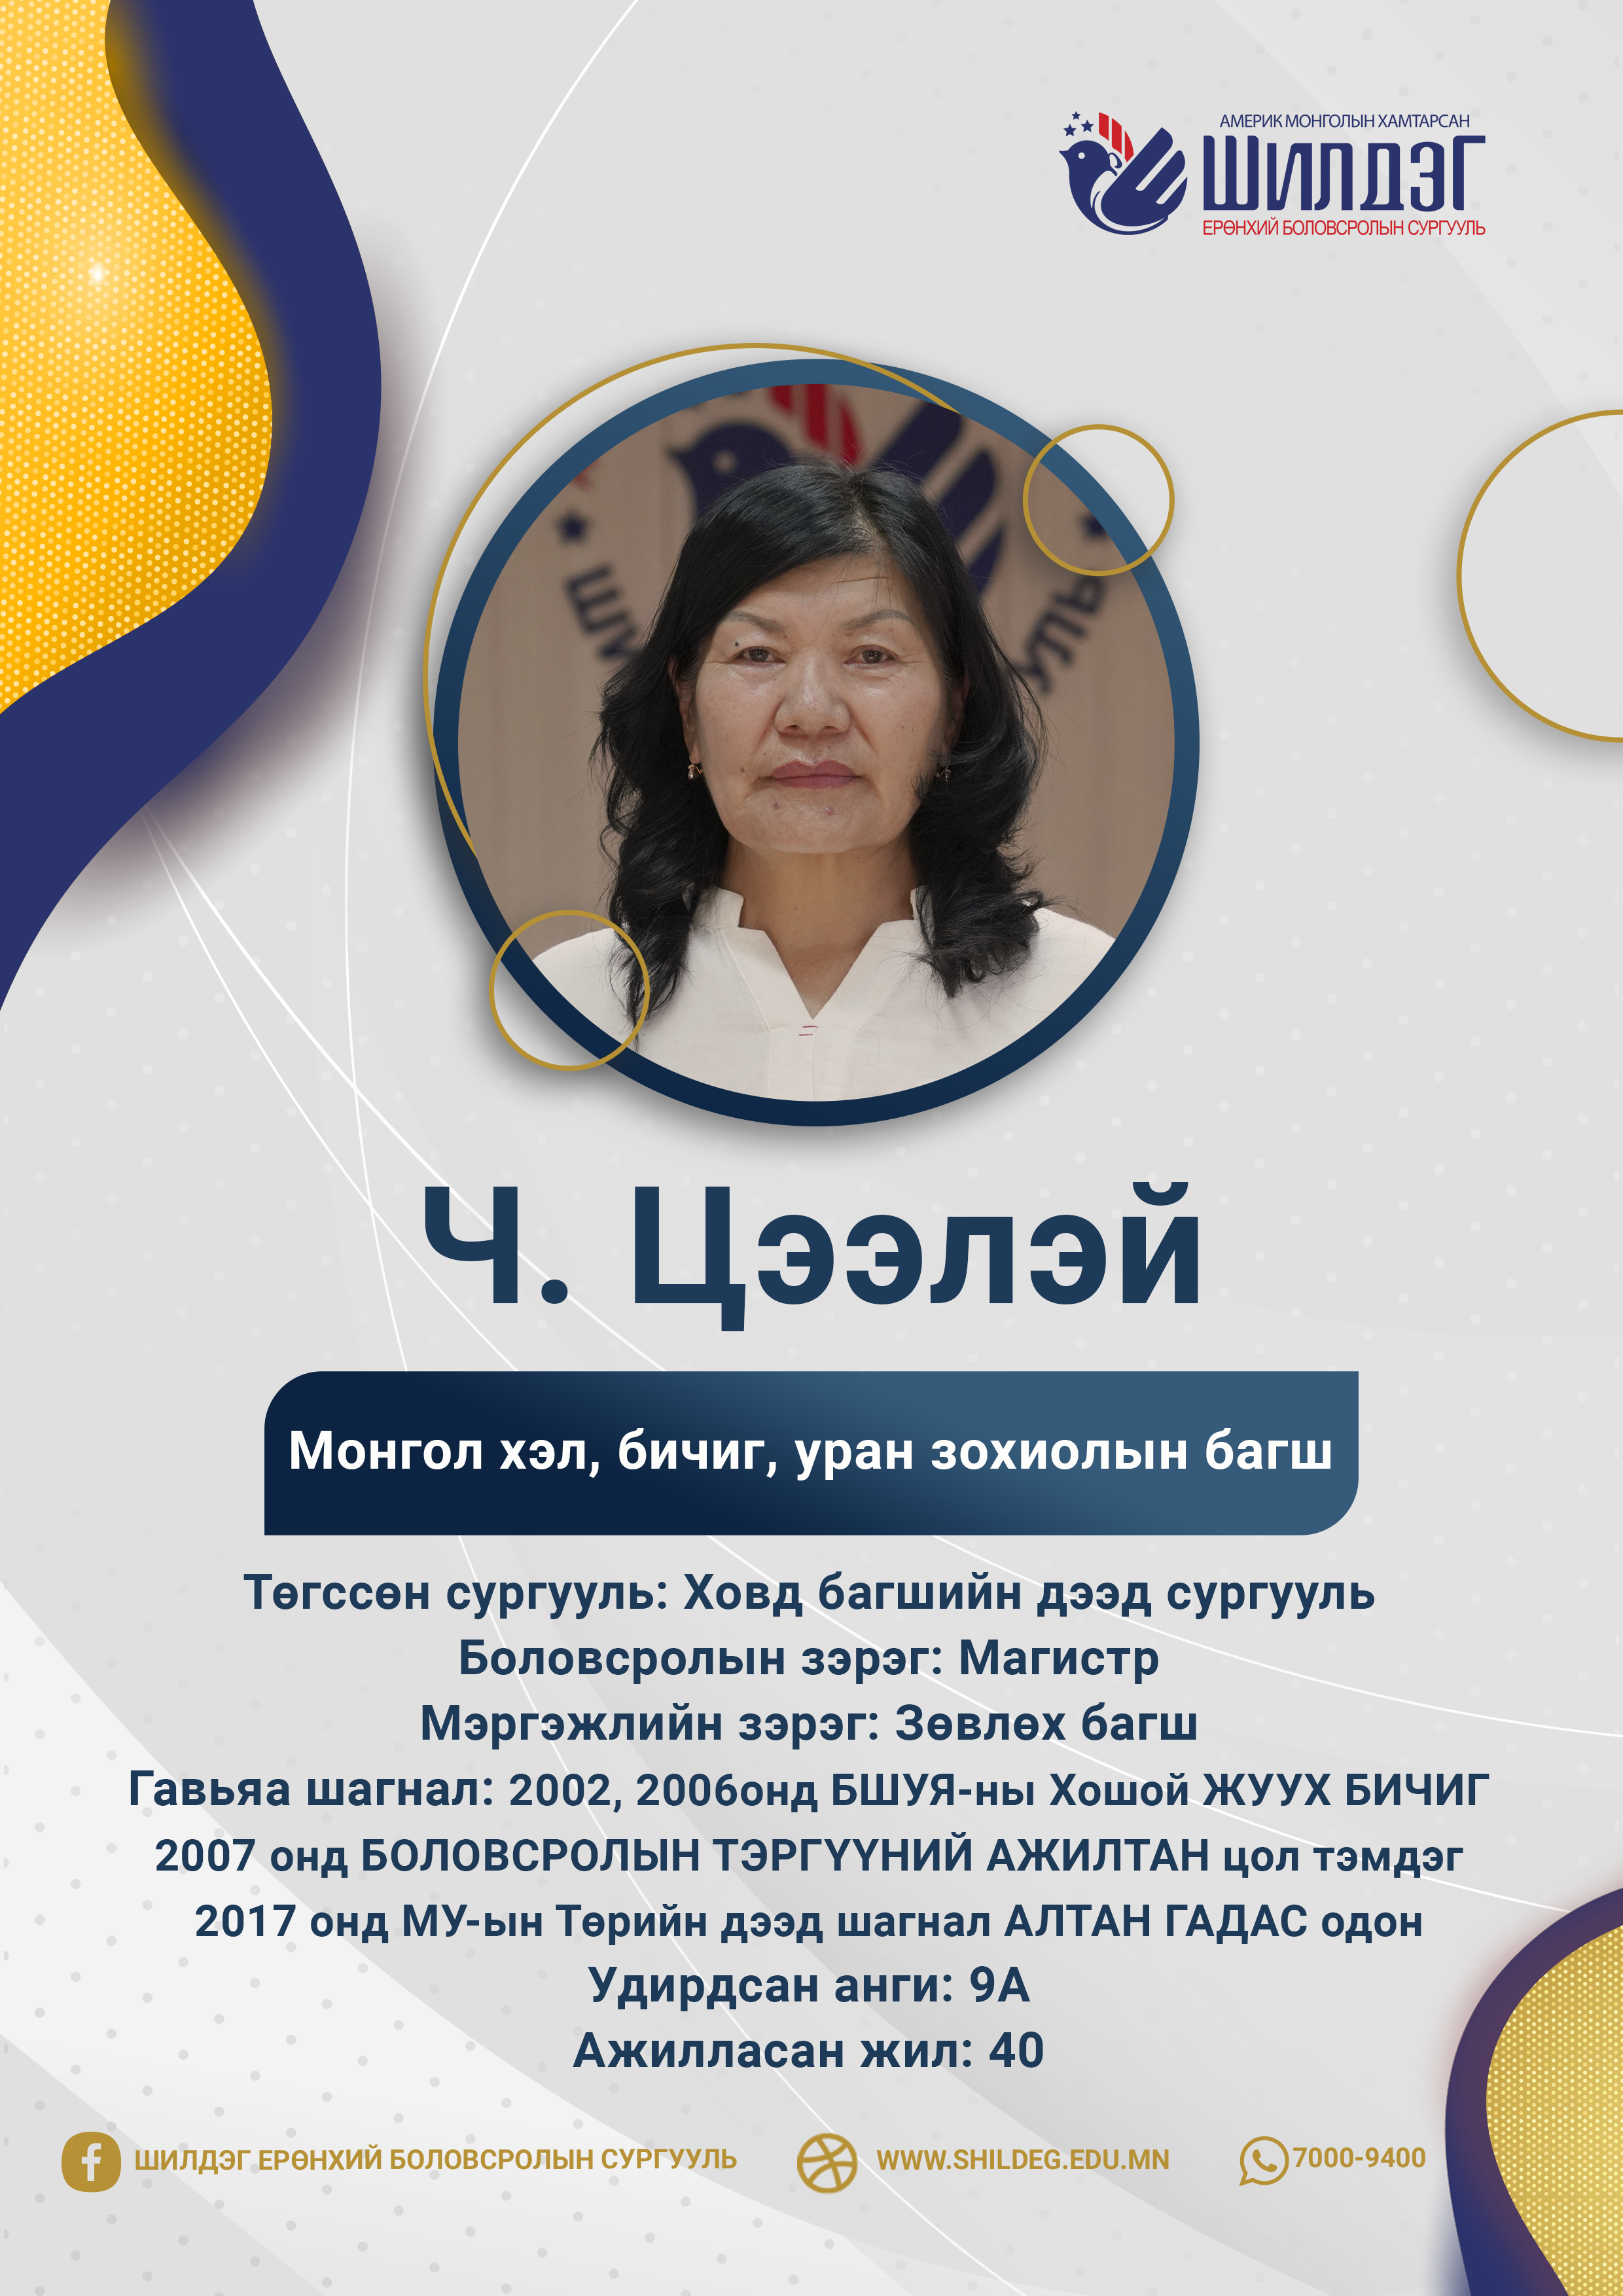 АМЕРИК МОНГОЛЫН ХАМТАРСАН
ШИЛДЭГ
ЕРӨНХИЙ БОЛОВСРОЛЫН СУРГУУЛЬ
Ч. Цээлэй
Монгол хэл, бичиг, уран зохиолын багш
Төгссөн сургууль: Ховд багшийн дээд сургууль
Боловсролын зэрэг: Магистр
Мэргэжлийн зэрэг: Зөвлөх багш
Гавьяа шагнал: 2002, 2006онд БШУЯ-ны Хошой ЖУУХ БИЧИГ
2007 онд БОЛОВСРОЛЫН ТЭРГҮҮНИЙ АЖИЛТАН цол тэмдэг
2017 онд МУ-ын Төрийн дээд шагнал АЛТАН ГАДАС одон
Удирдсан анги: 9А
Ажилласан жил: 40
ШИЛДЭГ ЕРӨНХИЙ БОЛОВСРОЛЫН СУРГУУЛЬ
WWW.SHILDEG.EDU.MN
7000-9400